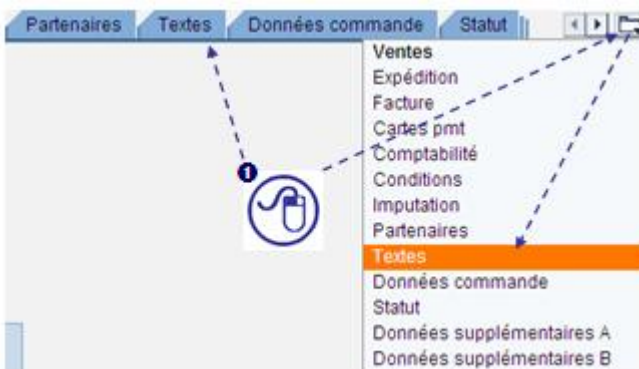 Partenaires Textes Données commande Statut
Ventes
Expédition
Facture
Cartes pmt
Comptabilité
1
Conditions
Imputation
Partenaires
Textes
Données commande
Statut
Données supplémentaires A
Données supplémentaires B